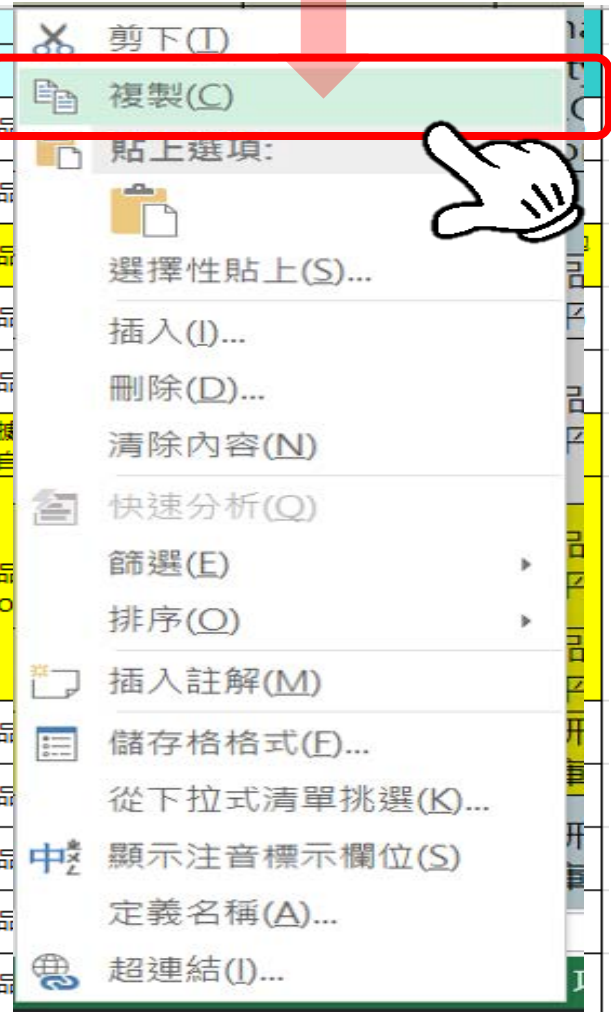 剪下(T)
複製(C)
貼上選項:
選擇性貼上(S)...
插入(I)...
刪除(D)...
清除內容(N)
快速分析(Q)
篩選(E)
排序(O)
插入註解(M)
儲存格格式(F)...
從下拉式清單挑選(K)...
顯示注音標示欄位(S)
定義名稱(A)...
超連結(I)...